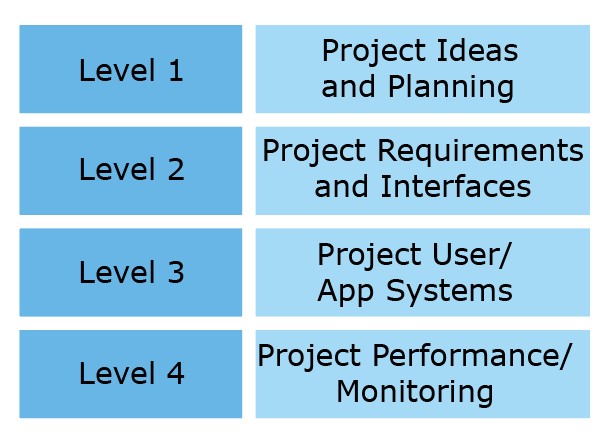 Level 1
Project Ideas
and Planning
Level 2
Project Requirements
and Interfaces
Level 3
Project User/
App Systems
Level 4
Project Performance/
Monitoring